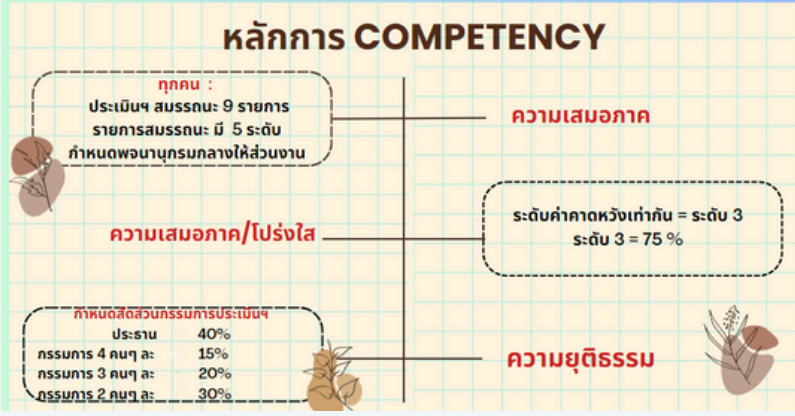 หลักการ COMPETENCY
ทุกคน :
ประเมินฯ สมรรถนะ 9 รายการ
รายการสมรรถนะ มี 5 ระดับ
กำหนดพจนานุกรมกลางให้ส่วนงาน
ความเสมอภาค
ระดับค่าคาดหวังเท่ากัน = ระดับ 3
ระดับ 3 = 75 %
ความเสมอภาค/โปร่งใส
กำหนดสัดส่วนกรรมการประเมินฯ
ประธาน 40%
กรรมการ 4 คนๆ ละ 15%
กรรมการ 3 คนๆ ละ 20%
กรรมการ 2 คนๆ ละ 30%
ความยุติธรรม